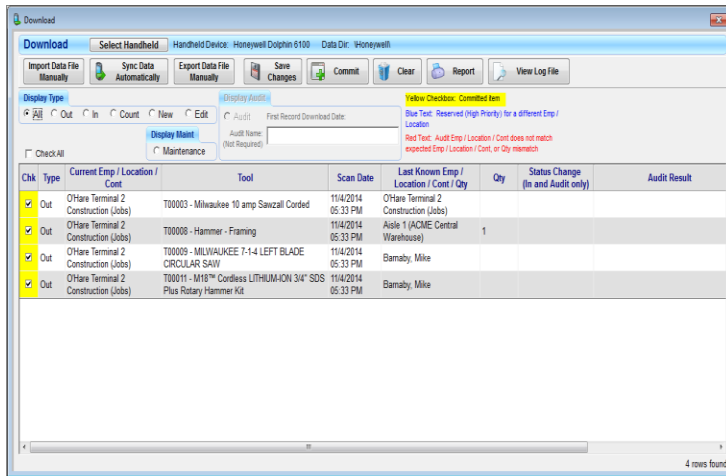 Download
Download Select Handheld Handheld Device: Honeywell Dolphin 6100 Data Dir: \Honeywell\
Import Data File Manually Sync Data Automatically Export Data File Manually Save Changes Commit Clear Report View Log File
Display Type
All Out In Count New Edit
Display Maint
Maintenance
Check All
Display Audit
Audit First Record Download Date:
Audit Name:
(Not Required)
Yellow Checkbox: Committed item
Blue Text: Reserved (High Priority) for a different Emp /
Location
Red Text: Audit Emp / Location / Cont does not match
expected Emp / Location / Cont, or Qty mismatch
Chk Type Current Emp / Location / Cont Tool Scan Date Last Known Emp / Location / Cont / Qty Qty Status Change (In and Audit only) Audit Result
Out O'Hare Terminal 2 Construction (Jobs) T00003 - Milwaukee 10 amp Sawzall Corded 11/4/2014 05:33 PM O'Hare Terminal 2 Construction (Jobs)
Out O'Hare Terminal 2 Construction (Jobs) T00008 - Hammer - Framing 11/4/2014 05:33 PM Aisle 1 (ACME Central Warehouse) 1
Out O'Hare Terminal 2 Construction (Jobs) T00009 - MILWAUKEE 7-1-4 LEFT BLADE CIRCULAR SAW 11/4/2014 05:33 PM Barnaby, Mike
Out O'Hare Terminal 2 Construction (Jobs) T00011 - M18™ Cordless LITHIUM-ION 3/4" SDS Plus Rotary Hammer Kit 11/4/2014 05:33 PM Barnaby, Mike
4 rows found